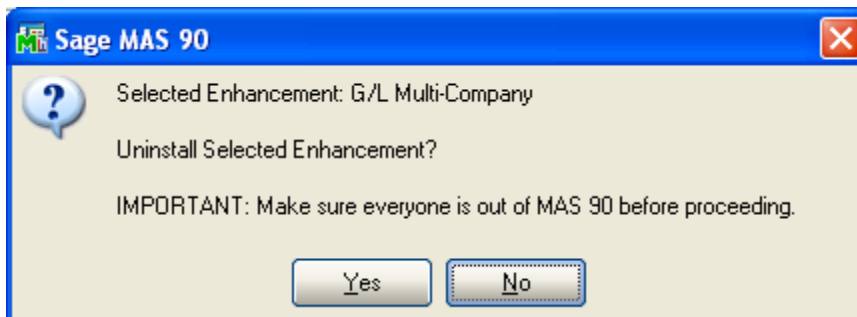 Sage MAS 90
Selected Enhancement: G/L Multi-Company
Uninstall Selected Enhancement?
IMPORTANT: Make sure everyone is out of MAS 90 before proceeding.
Yes
No